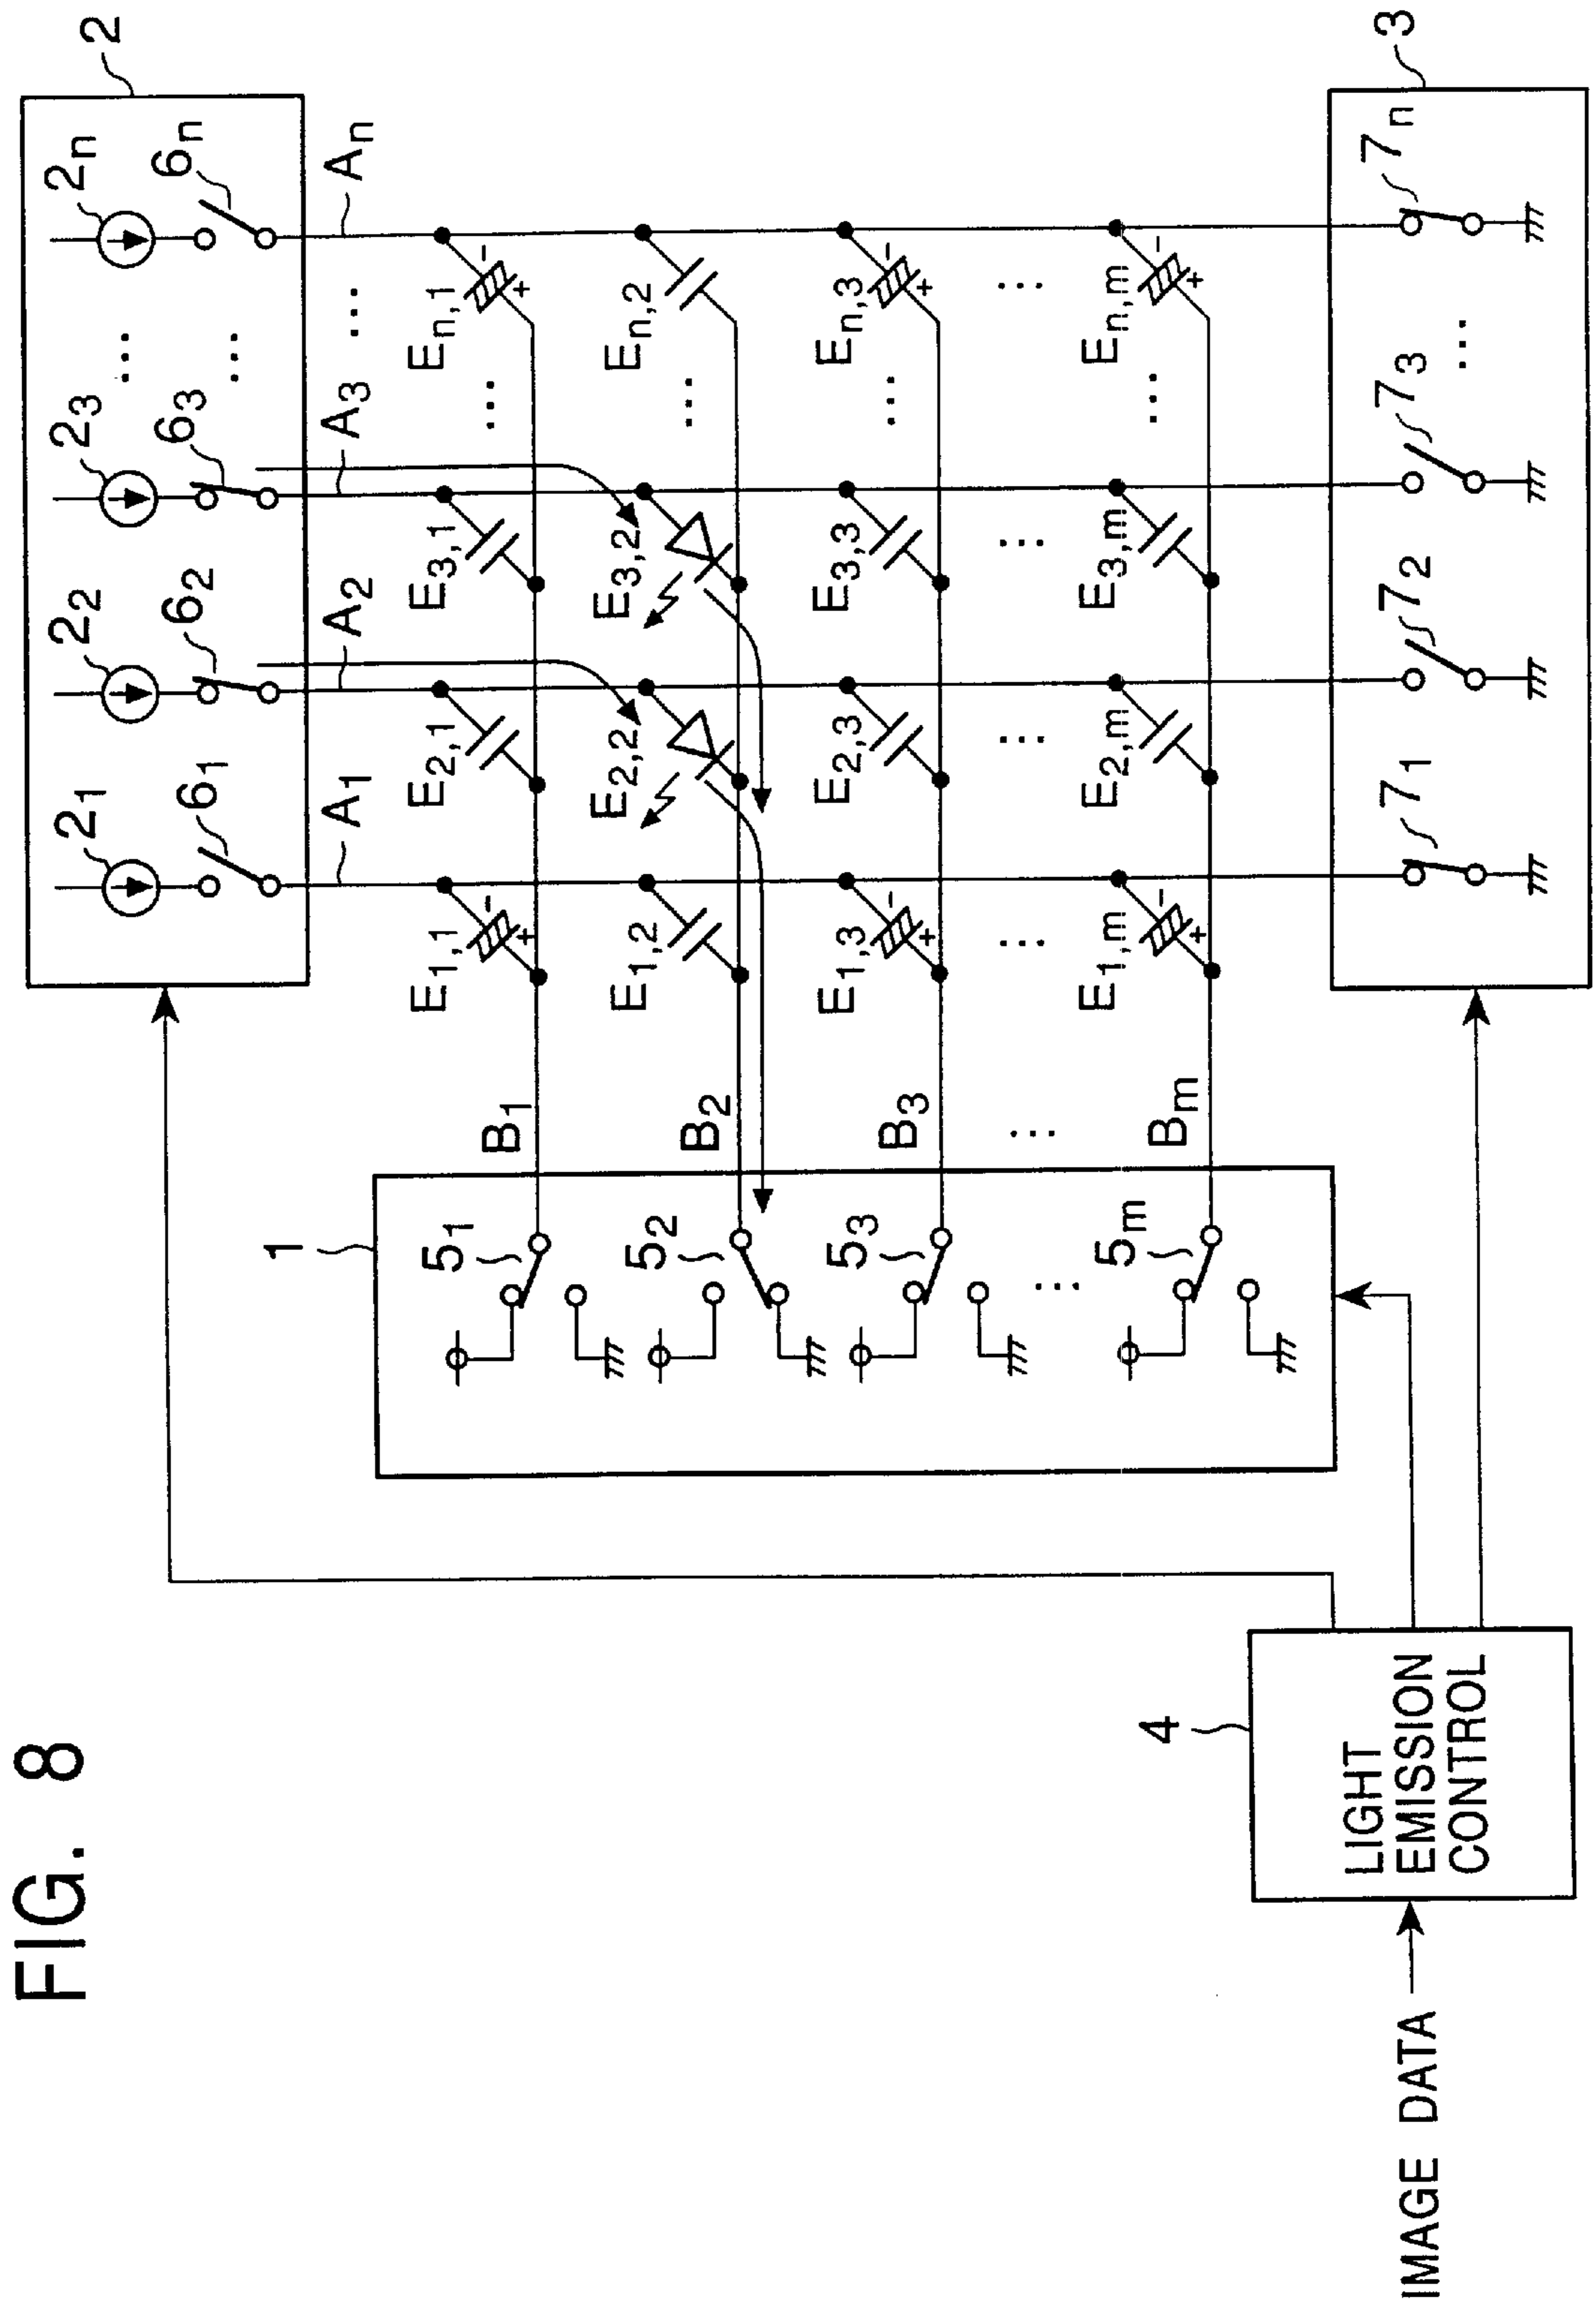 FIG. 8
2
2₁ 2₂ 2₃ ... 2ₙ
6₁ 6₂ 6₃ ... 6ₙ
A₁ A₂ A₃ ... Aₙ
1
5₁ B₁ E₁,₁ E₂,₁ E₃,₁ ... Eₙ,₁
- - 
+ +
5₂ B₂ E₁,₂ E₂,₂ E₃,₂ ... Eₙ,₂
5₃ B₃ E₁,₃ E₂,₃ E₃,₃ ... Eₙ,₃
- -
+ +
... ... ... ... ... ...
5ₘ Bₘ E₁,ₘ E₂,ₘ E₃,ₘ ... Eₙ,ₘ
- -
+ +
4
LIGHT
EMISSION
CONTROL
IMAGE DATA
7₁ 7₂ 7₃ ... 7ₙ
3